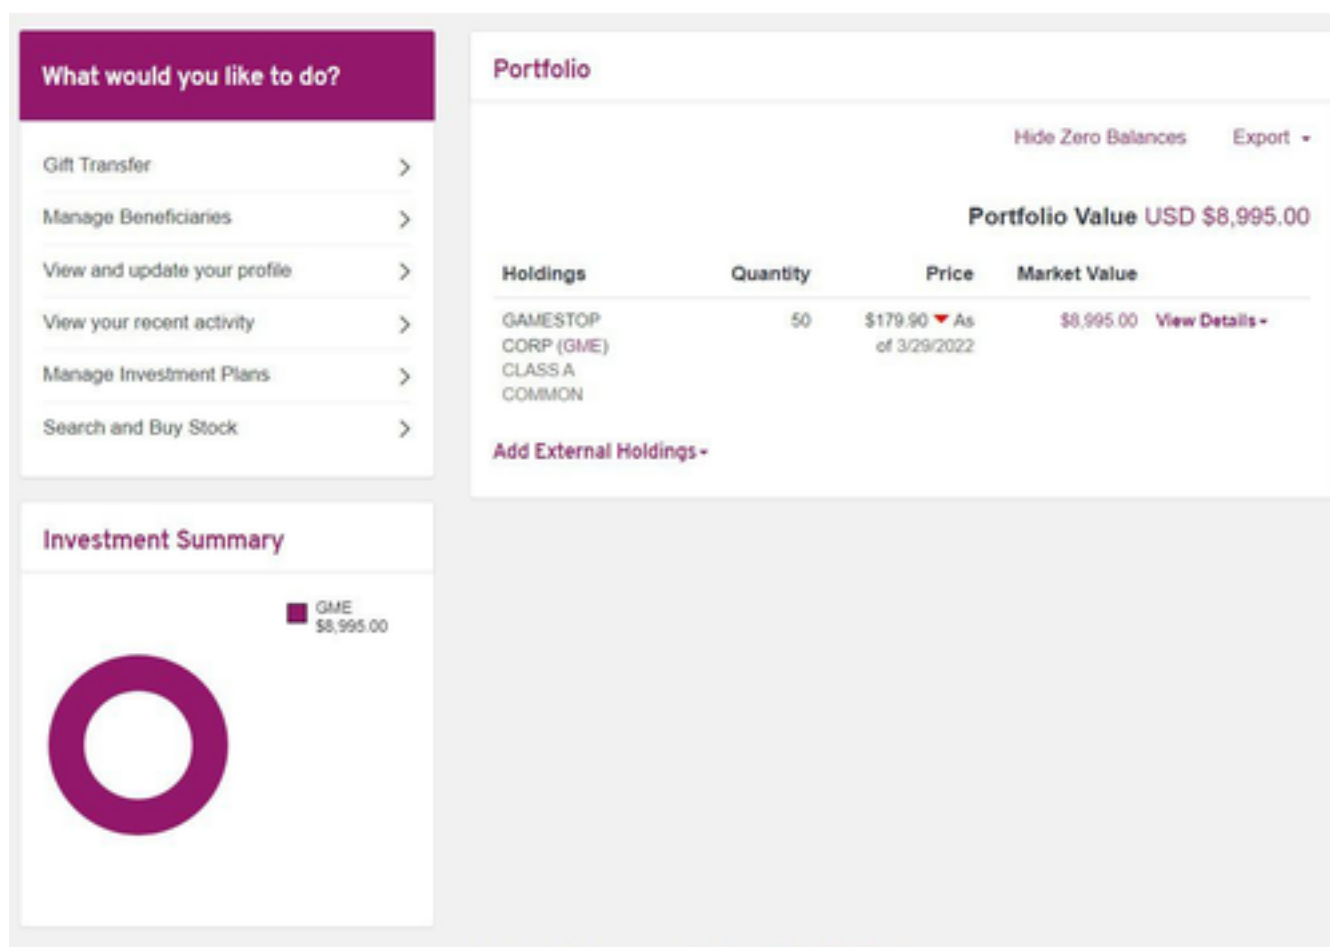 What would you like to do?
Gift Transfer
Manage Beneficiaries
View and update your profile
View your recent activity
Manage Investment Plans
Search and Buy Stock
Investment Summary
GME
$8,995.00
Portfolio
Hide Zero Balances Export
Portfolio Value USD $8,995.00
Holdings Quantity Price Market Value
GAMESTOP 50 $179.90 As $8,995.00 View Details
CORP (GME) of 3/29/2022
CLASS A
COMMON
Add External Holdings